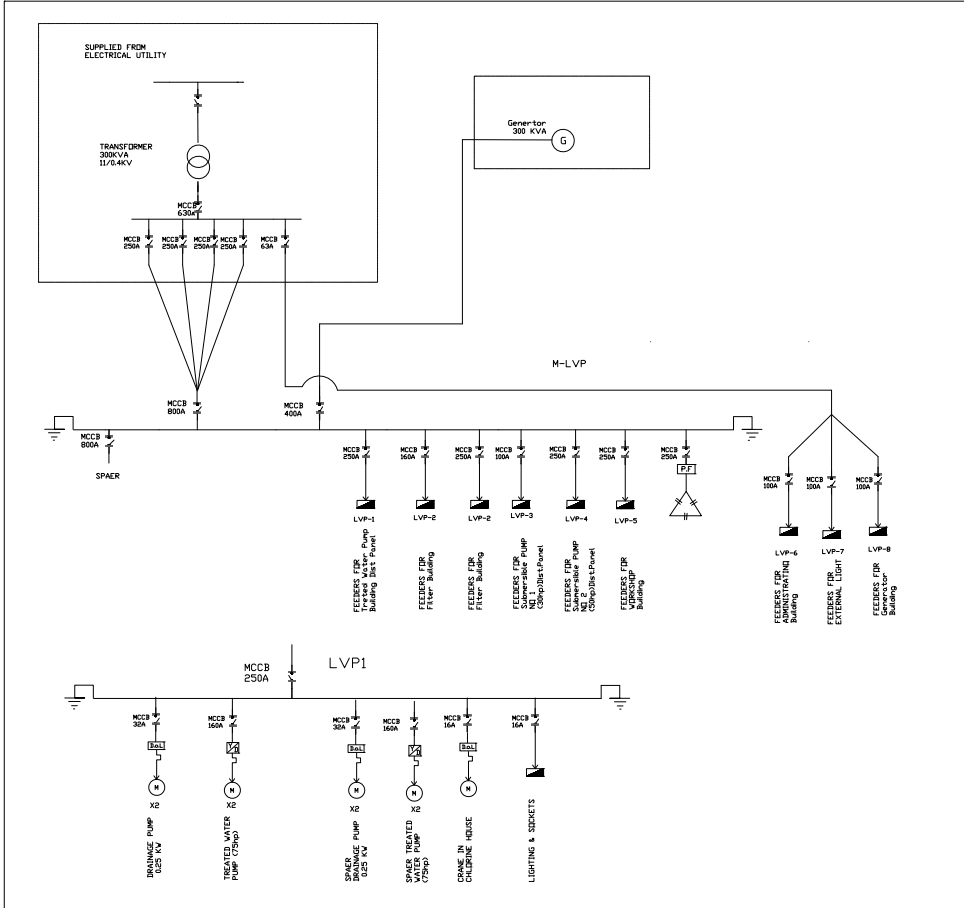 SUPPLIED FROM
ELECTRICAL UTILITY
TRANSFORMER
300KVA
11/0.4KV
MCCB
630A
MCCB
250A
MCCB
250A
MCCB
250A
MCCB
250A
MCCB
63A
Genertor
300 KVA
G
M-LVP
MCCB
800A
MCCB
400A
MCCB
800A
SPAER
MCCB
250A
MCCB
160A
MCCB
250A
MCCB
100A
MCCB
250A
MCCB
250A
MCCB
250A
P.F
MCCB
100A
MCCB
100A
MCCB
100A
LVP-1
LVP-2
LVP-2
LVP-3
LVP-4
LVP-5
LVP-6
LVP-7
LVP-8
FEEDERS FOR
Treted Water Pump
Building Dist Panel
FEEDERS FOR
Filter Building
FEEDERS FOR
Filter Building
FEEDERS FOR
Submersible PUMP
NO 1
(30hp)Dist.Panel
FEEDERS FOR
Submersible PUMP
NO 2
(50hp)Dist.Panel
FEEDERS FOR
WORKSHOP
Building
FEEDERS FOR
ADMINISTRATING
Building
FEEDERS FOR
EXTERNAL LIGHT
FEEDERS FOR
Generator
Building
LVP1
MCCB
250A
MCCB
32A
MCCB
160A
MCCB
32A
MCCB
160A
MCCB
16A
MCCB
16A
D.o.L
Y/D
D.o.L
Y/D
D.o.L
M
M
M
M
M
X2
X2
X2
X2
DRAINAGE PUMP
0.25 KW
TREATED WATER
PUMP (75hp)
SPAER
DRAINAGE PUMP
0.25 KW
SPAER TREATED
WATER PUMP
(75hp)
CRANE IN
CHLORINE HOUSE
LIGHTING & SOCKETS